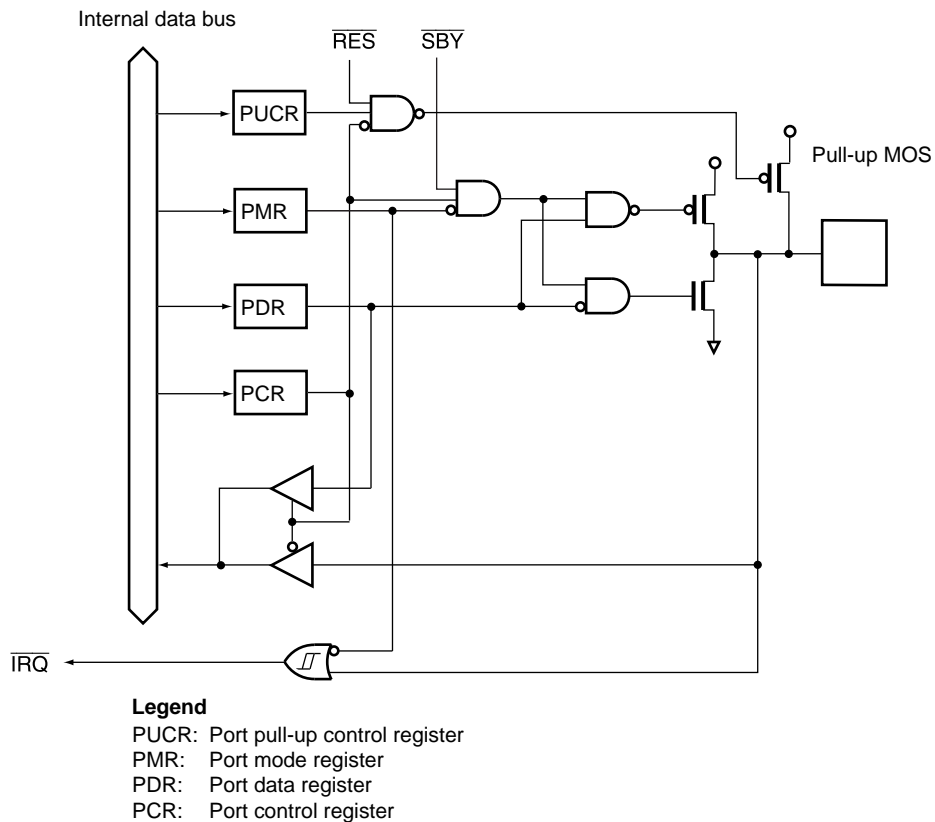 Internal data bus
RES
SBY
PUCR
Pull-up MOS
PMR
PDR
PCR
IRQ
Legend
PUCR: Port pull-up control register
PMR: Port mode register
PDR: Port data register
PCR: Port control register